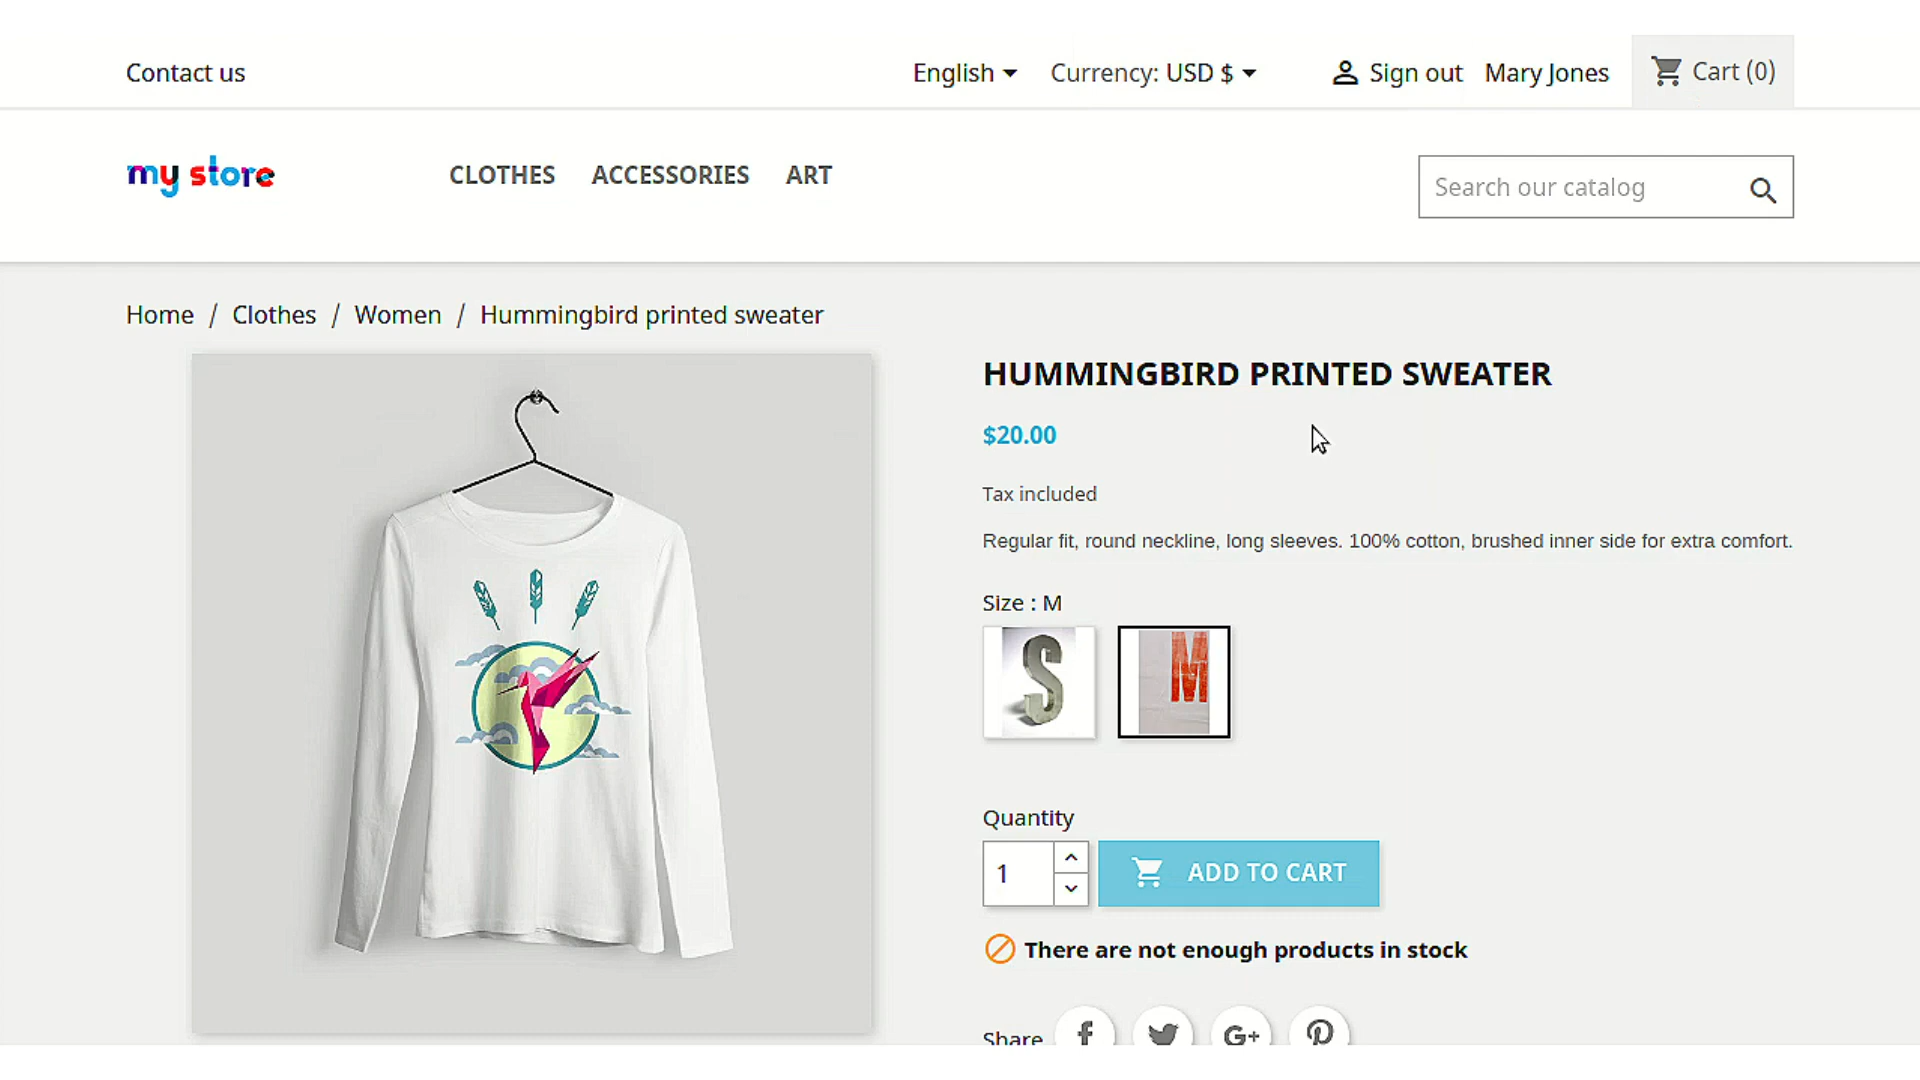 Contact us
English
Currency: USD $
Sign out
Mary Jones
Cart (0)
my store
CLOTHES
ACCESSORIES
ART
Search our catalog
Home / Clothes / Women / Hummingbird printed sweater
HUMMINGBIRD PRINTED SWEATER
$20.00
Tax included
Regular fit, round neckline, long sleeves. 100% cotton, brushed inner side for extra comfort.
Size : M
S
M
Quantity
1
ADD TO CART
There are not enough products in stock
Share
f
G+